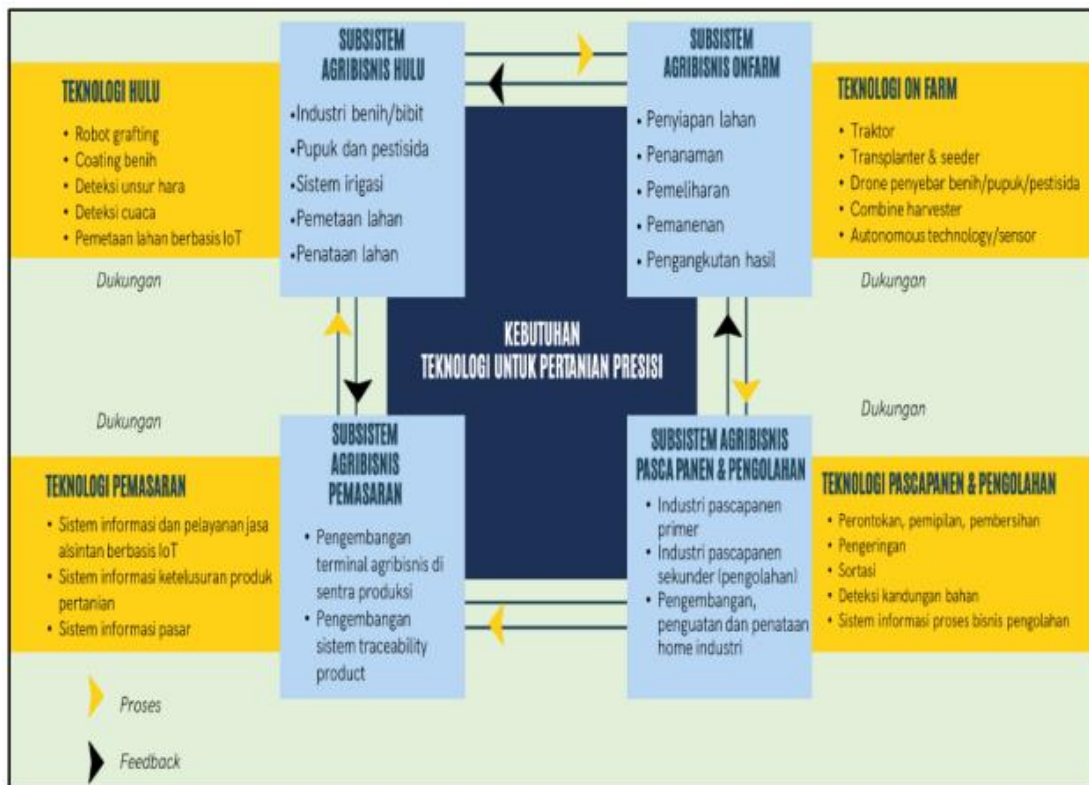 TEKNOLOGI HULU
• Robot grafting
• Coating benih
• Deteksi unsur hara
• Deteksi cuaca
• Pemetaan lahan berbasis IoT
Dukungan
SUBSISTEM
AGRIBISNIS HULU
•Industri benih/bibit
•Pupuk dan pestisida
•Sistem irigasi
•Pemetaan lahan
•Penataan lahan
SUBSISTEM
AGRIBISNIS ONFARM
• Penyiapan lahan
• Penanaman
• Pemeliharan
• Pemanenan
• Pengangkutan hasil
TEKNOLOGI ON FARM
• Traktor
• Transplanter & seeder
• Drone penyebar benih/pupuk/pestisida
• Combine harvester
• Autonomous technology/sensor
Dukungan
KEBUTUHAN
TEKNOLOGI UNTUK PERTANIAN PRESISI
Dukungan
TEKNOLOGI PEMASARAN
• Sistem informasi dan pelayanan jasa
alsintan berbasis IoT
• Sistem informasi ketelusuran produk
pertanian
• Sistem informasi pasar
SUBSISTEM
AGRIBISNIS
PEMASARAN
• Pengembangan
terminal agribisnis di
sentra produksi
• Pengembangan
sistem traceability
product
SUBSISTEM AGRIBISNIS
PASCA PANEN & PENGOLAHAN
• Industri pascapanen
primer
• Industri pascapanen
sekunder (pengolahan)
• Pengembangan,
penguatan dan penataan
home industri
Dukungan
TEKNOLOGI PASCAPANEN & PENGOLAHAN
• Perontokan, pemipilan, pembersihan
• Pengeringan
• Sortasi
• Deteksi kandungan bahan
• Sistem informasi proses bisnis pengolahan
Proses
Feedback